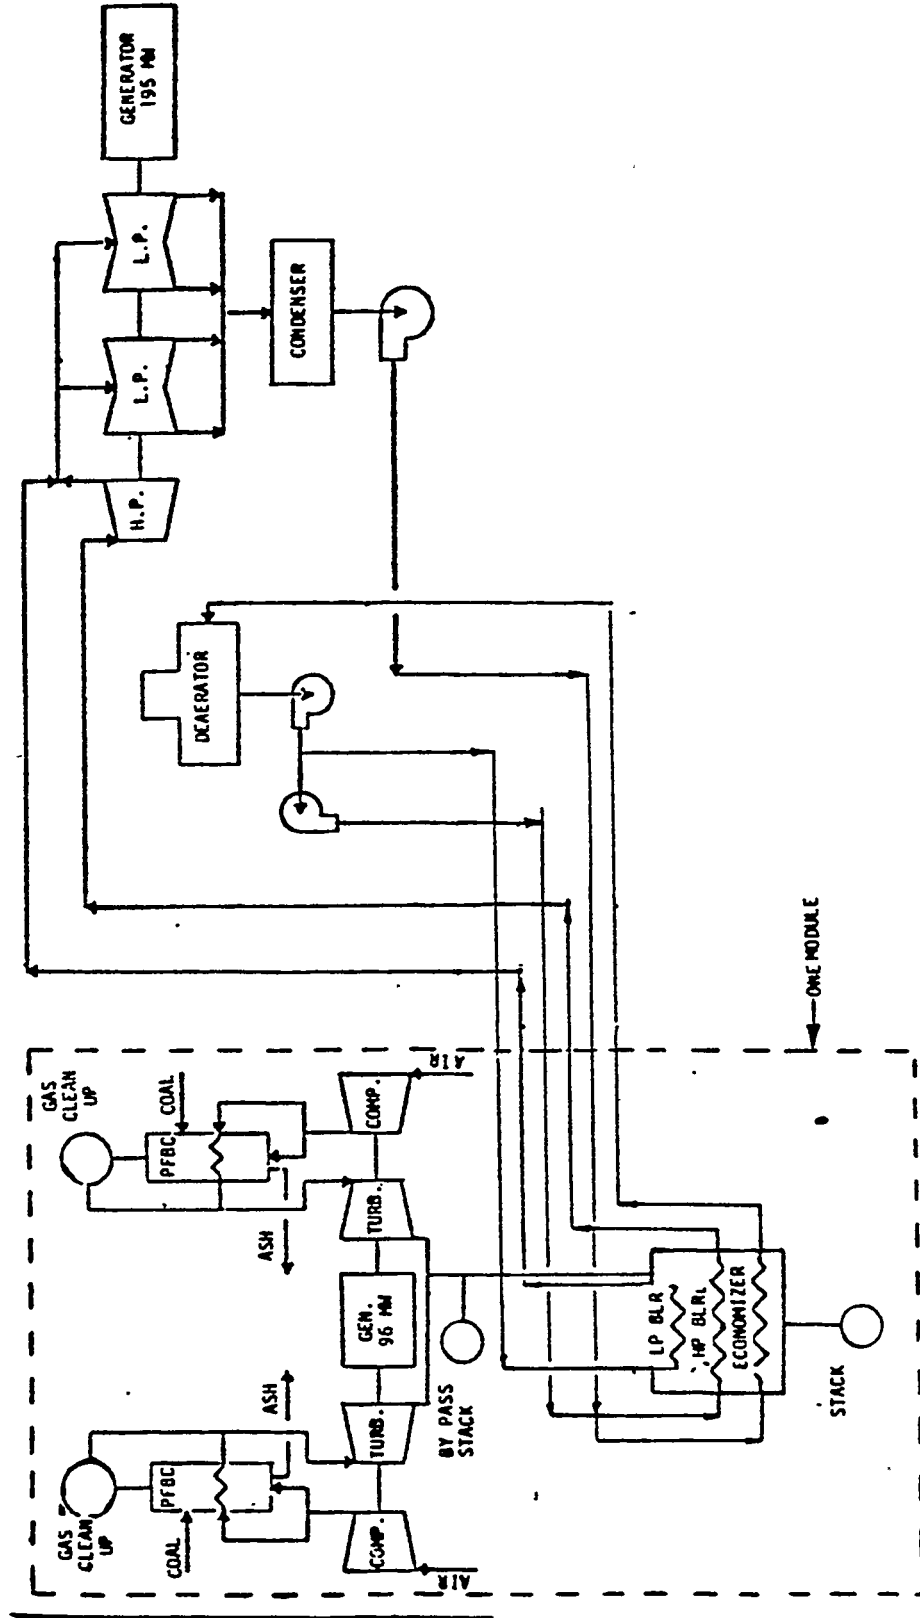 GENERATOR
195 MW
L.P.
L.P.
H.P.
CONDENSER
DEAERATOR
ONE MODULE
GAS
CLEAN
UP
COAL
PFBC
COMP.
AIR
TURB.
ASH
GEN.
96 MW
ASH
TURB.
BY PASS
STACK
GAS
CLEAN
UP
PFBC
COAL
COMP.
AIR
LP BLR
HP BLR
ECONOMIZER
STACK